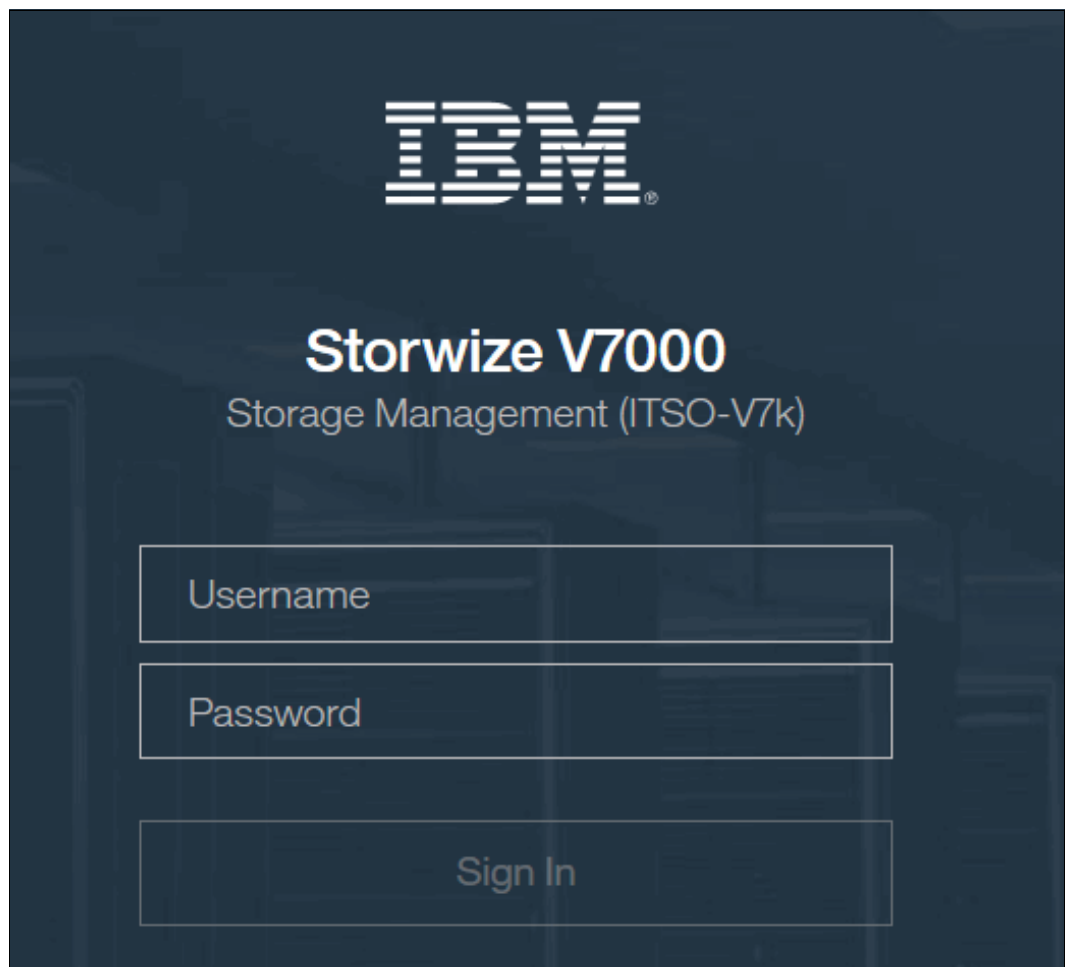 IBM®
Storwize V7000
Storage Management (ITSO-V7k)
Username
Password
Sign In